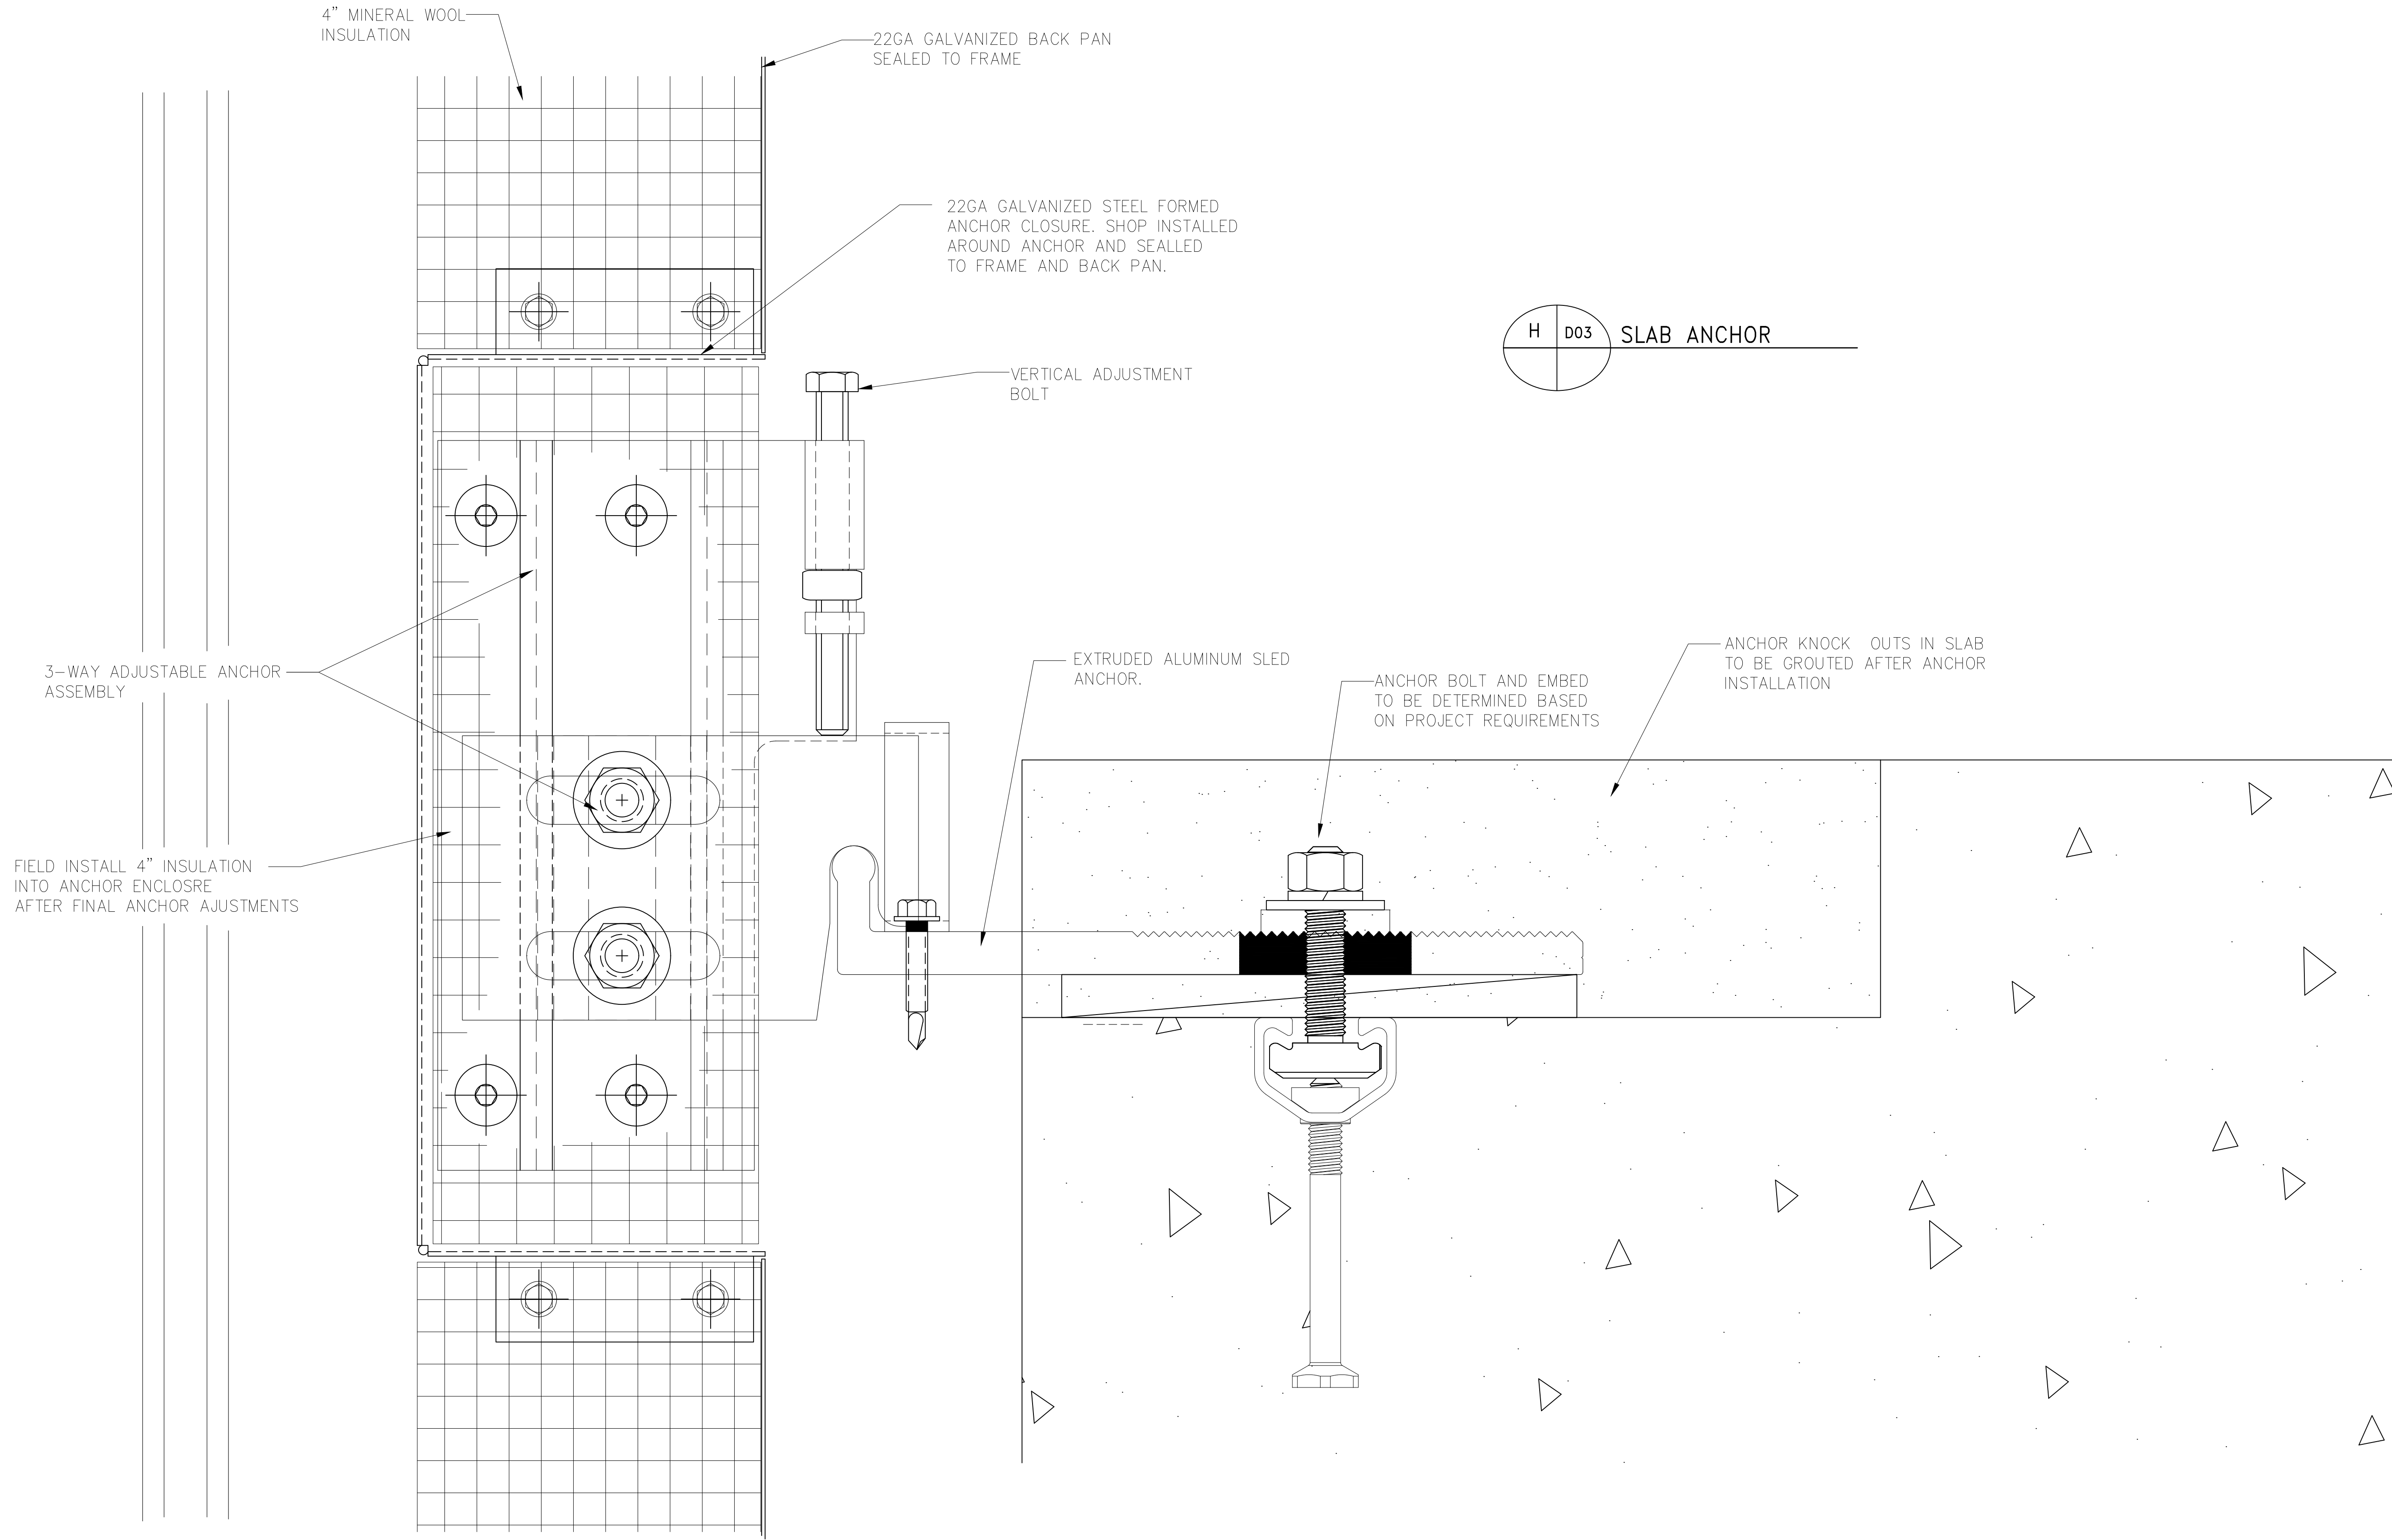 4” MINERAL WOOL
INSULATION
22GA GALVANIZED BACK PAN
SEALED TO FRAME
22GA GALVANIZED STEEL FORMED
ANCHOR CLOSURE. SHOP INSTALLED
AROUND ANCHOR AND SEALLED
TO FRAME AND BACK PAN.
H D03 SLAB ANCHOR
VERTICAL ADJUSTMENT
BOLT
3-WAY ADJUSTABLE ANCHOR
ASSEMBLY
EXTRUDED ALUMINUM SLED
ANCHOR.
ANCHOR BOLT AND EMBED
TO BE DETERMINED BASED
ON PROJECT REQUIREMENTS
ANCHOR KNOCK OUTS IN SLAB
TO BE GROUTED AFTER ANCHOR
INSTALLATION
FIELD INSTALL 4” INSULATION
INTO ANCHOR ENCLOSRE
AFTER FINAL ANCHOR AJUSTMENTS